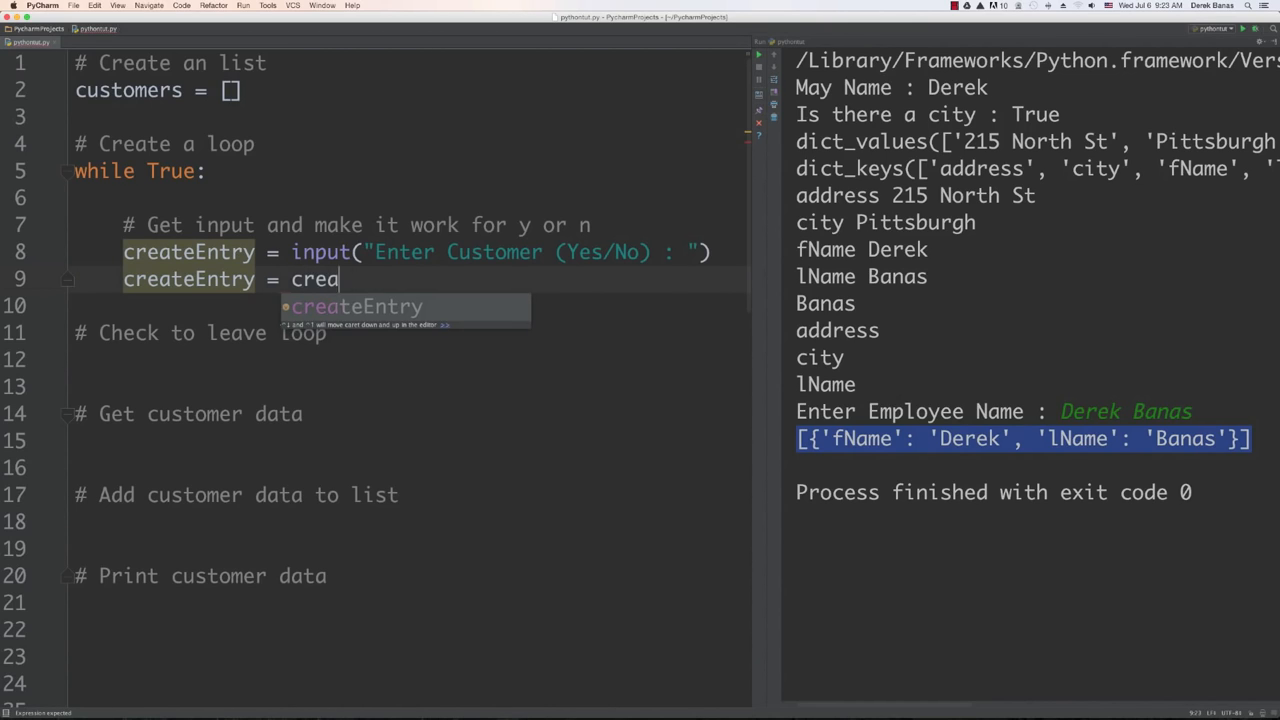 PyCharm File Edit View Navigate Code Refactor Run Tools VCS Window Help
10 Wed Jul 6 9:23 AM Derek Banas
pythontut.py - PycharmProjects - [~/PycharmProjects]
PycharmProjects pythontut.py pythontut
pythontut.py Run pythontut
1 # Create an list
2 customers = []
3
4 # Create a loop
5 while True:
6
7 # Get input and make it work for y or n
8 createEntry = input("Enter Customer (Yes/No) : ")
9 createEntry = crea
10 createEntry
^↓ and ^↑ will move caret down and up in the editor >>
11 # Check to leave loop
12
13
14 # Get customer data
15
16
17 # Add customer data to list
18
19
20 # Print customer data
21
22
23
24
/Library/Frameworks/Python.framework/Vers
May Name : Derek
Is there a city : True
dict_values(['215 North St', 'Pittsburgh
dict_keys(['address', 'city', 'fName', 'l
address 215 North St
city Pittsburgh
fName Derek
lName Banas
Banas
address
city
lName
Enter Employee Name : Derek Banas
[{'fName': 'Derek', 'lName': 'Banas'}]
Process finished with exit code 0
Expression expected
9:23 LF UTF-8